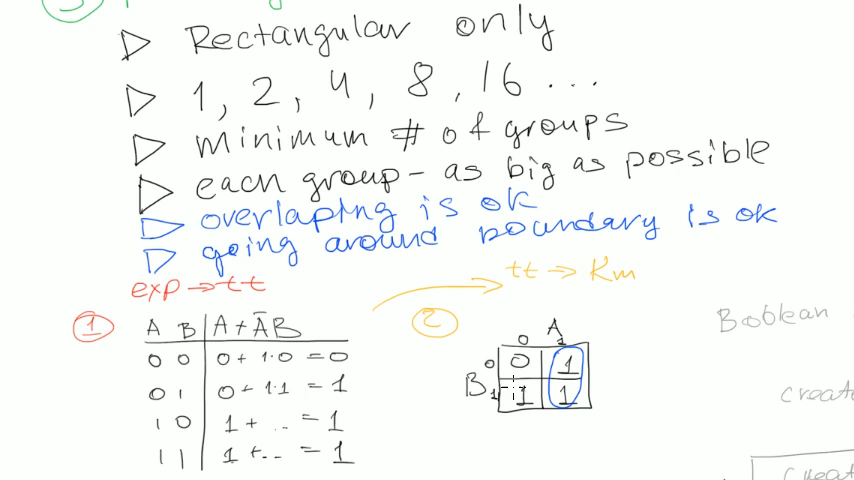 3
Rectangular only
1, 2, 4, 8, 16 ...
minimum # of groups
each group - as big as possible
overlaping is ok
going around boundary is ok
exp → tt
tt → Km
1
A B | A + A̅B
0 0 | 0 + 1·0 = 0
0 1 | 0 + 1·1 = 1
1 0 | 1 + .. = 1
1 1 | 1 + .. = 1
2
A
0 1
B
0 0 1
1 1 1
Boolean
create
create